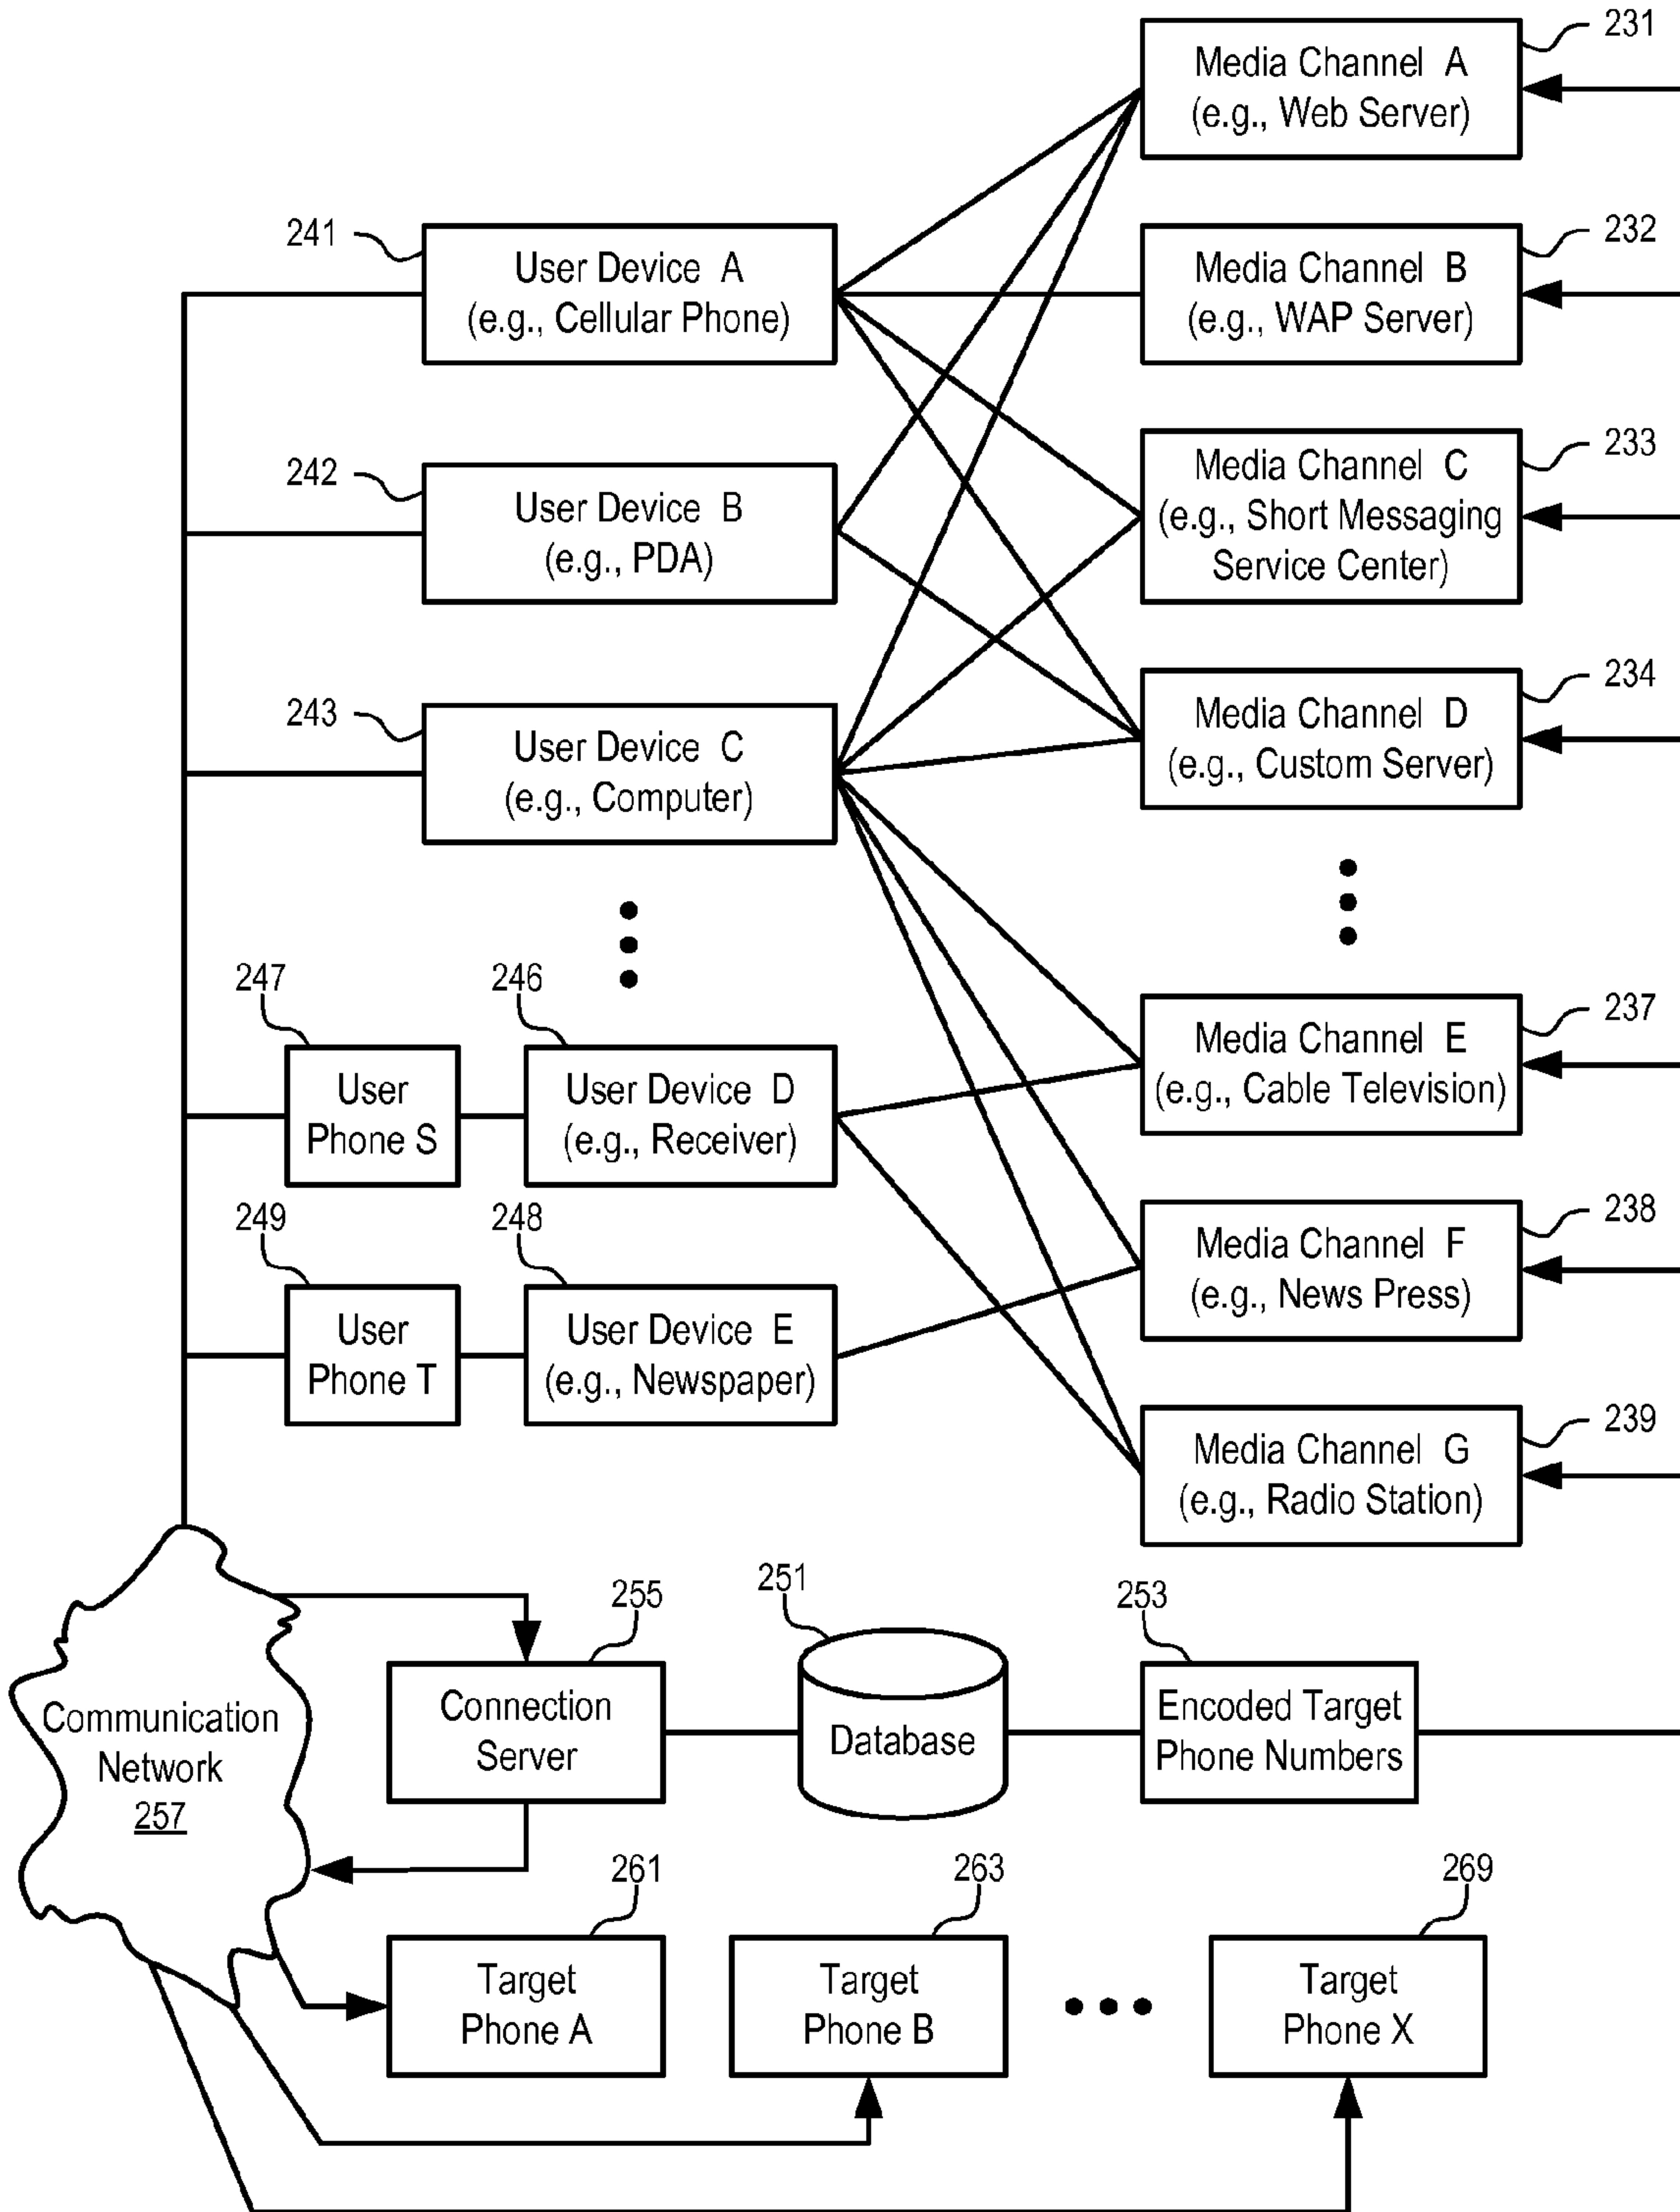 231
Media Channel A
(e.g., Web Server)
241
User Device A
(e.g., Cellular Phone)
232
Media Channel B
(e.g., WAP Server)
242
User Device B
(e.g., PDA)
233
Media Channel C
(e.g., Short Messaging
Service Center)
243
User Device C
(e.g., Computer)
234
Media Channel D
(e.g., Custom Server)
247
User
Phone S
246
User Device D
(e.g., Receiver)
237
Media Channel E
(e.g., Cable Television)
249
User
Phone T
248
User Device E
(e.g., Newspaper)
238
Media Channel F
(e.g., News Press)
239
Media Channel G
(e.g., Radio Station)
Communication
Network
257
255
Connection
Server
251
Database
253
Encoded Target
Phone Numbers
261
Target
Phone A
263
Target
Phone B
269
Target
Phone X